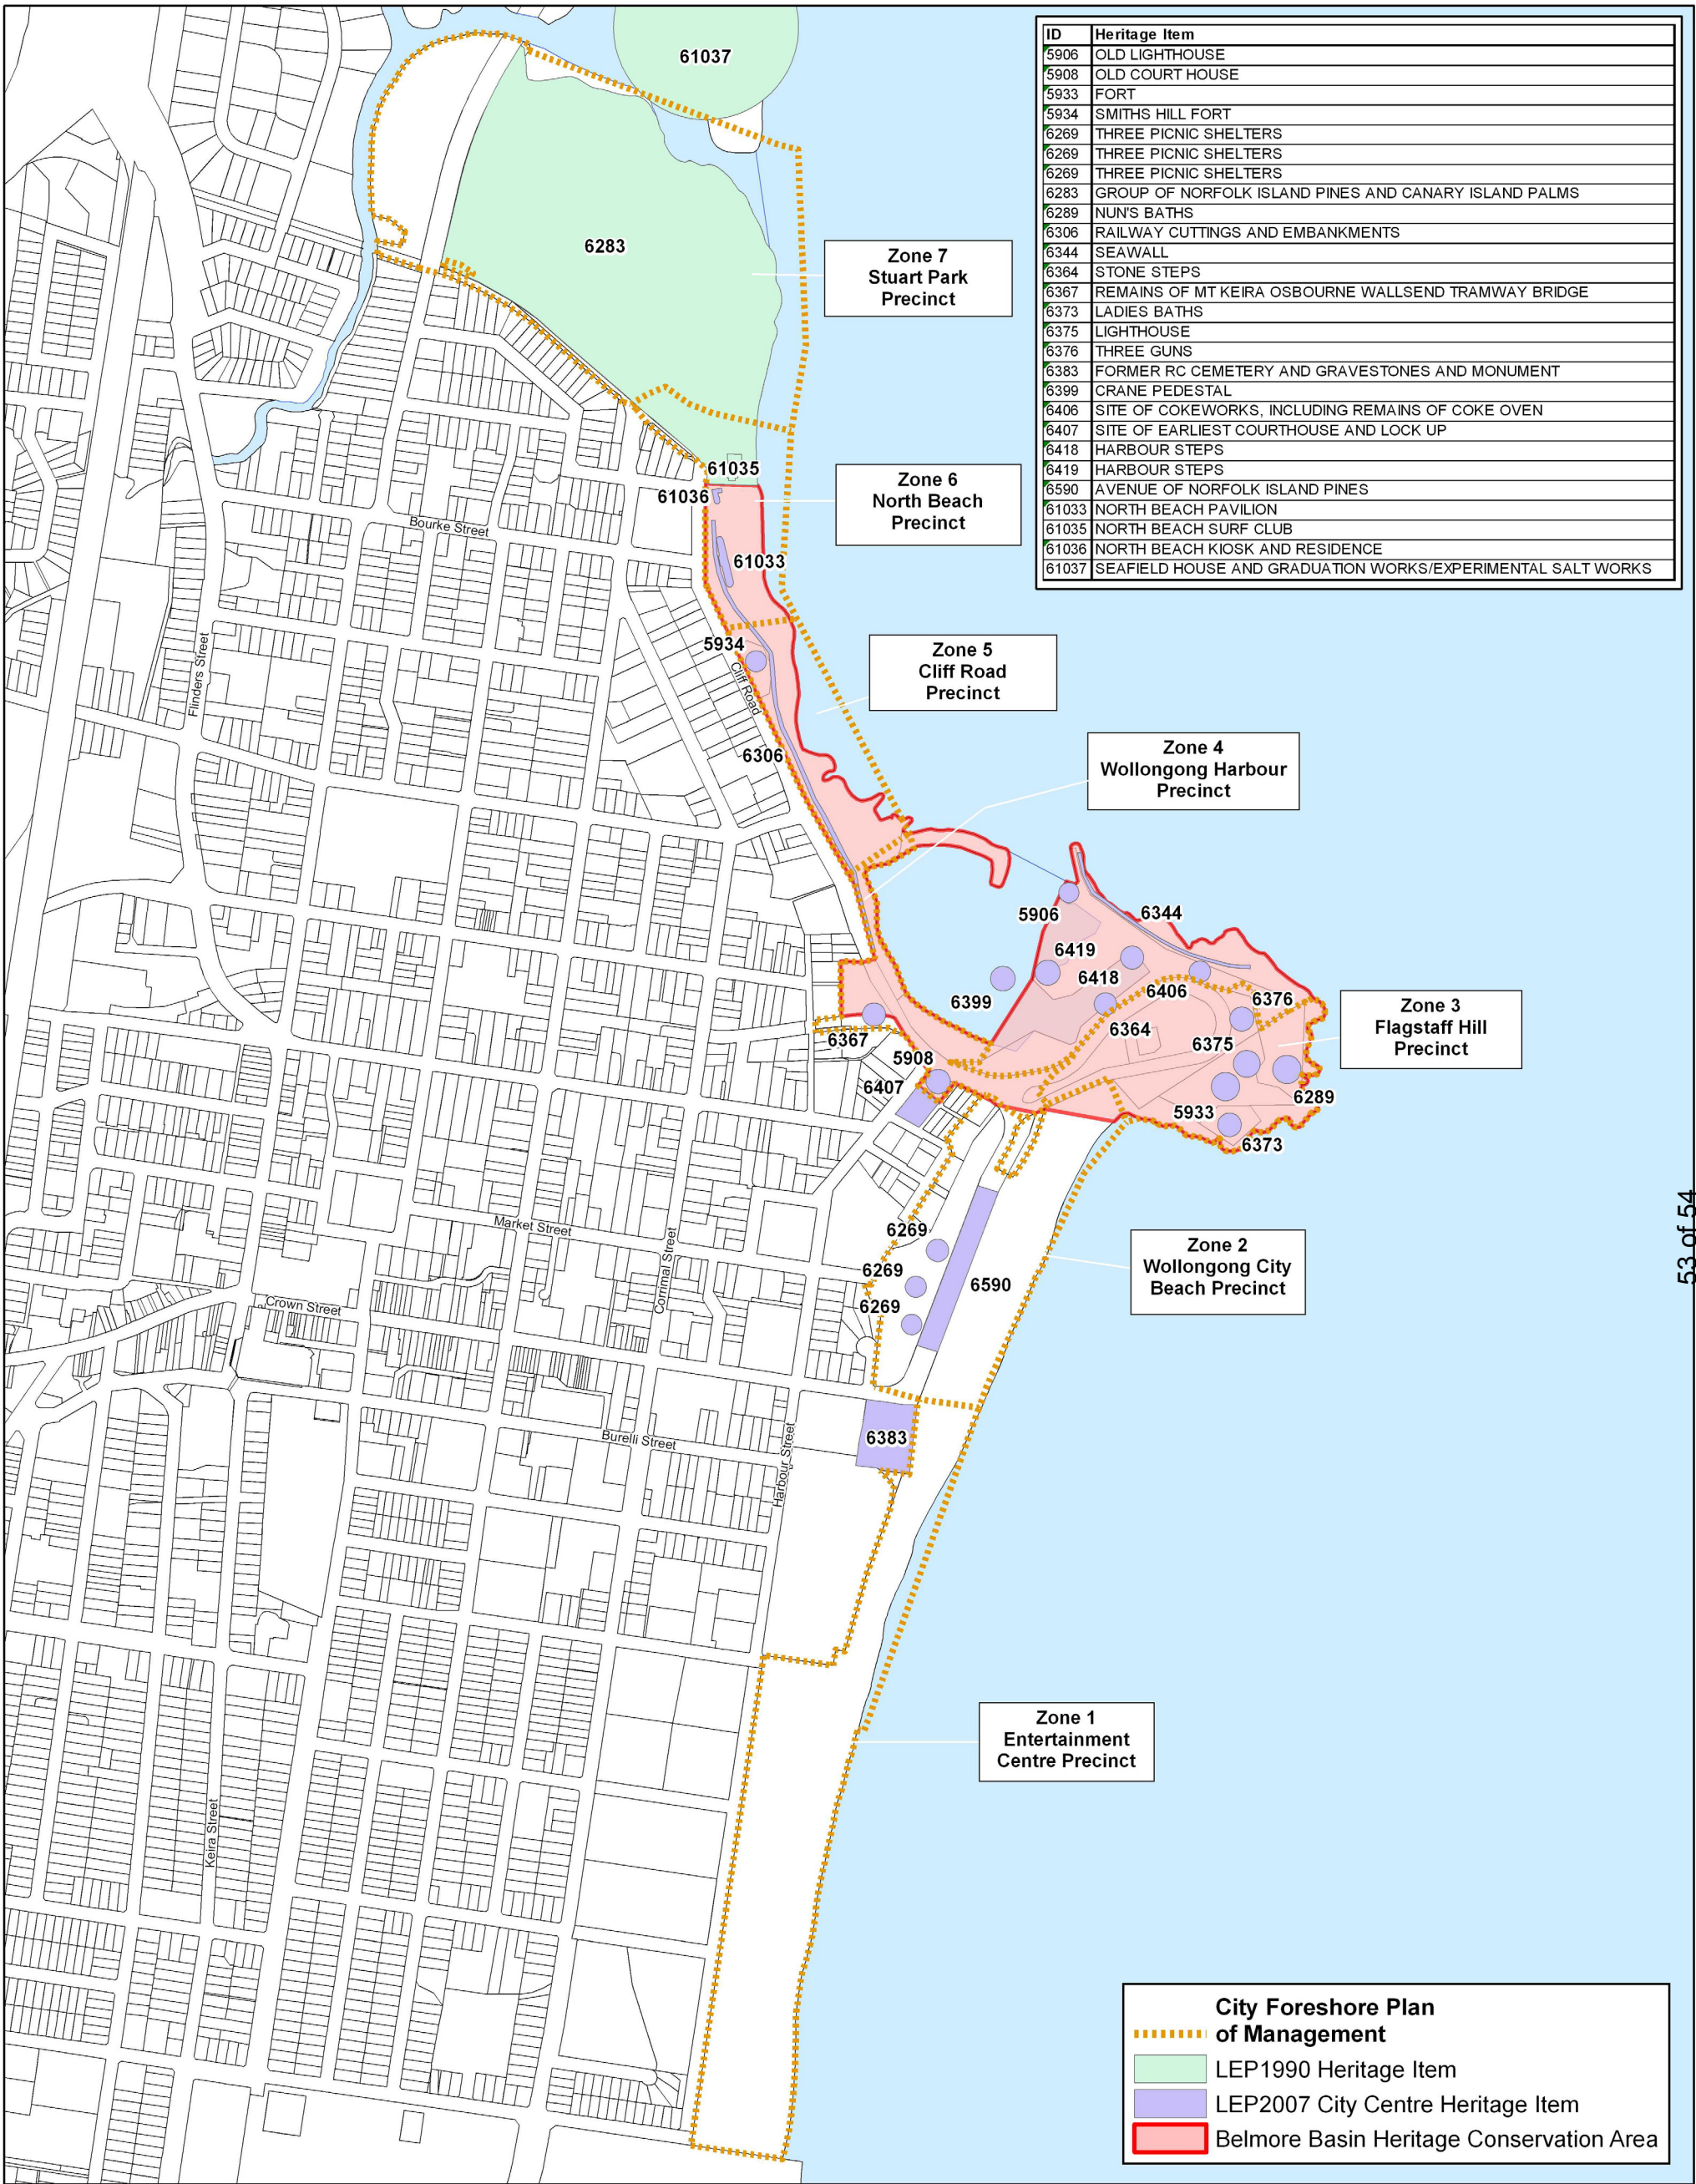 ID Heritage Item
5906 OLD LIGHTHOUSE
5908 OLD COURT HOUSE
5933 FORT
5934 SMITHS HILL FORT
6269 THREE PICNIC SHELTERS
6269 THREE PICNIC SHELTERS
6269 THREE PICNIC SHELTERS
6283 GROUP OF NORFOLK ISLAND PINES AND CANARY ISLAND PALMS
6289 NUN'S BATHS
6306 RAILWAY CUTTINGS AND EMBANKMENTS
6344 SEAWALL
6364 STONE STEPS
6367 REMAINS OF MT KEIRA OSBOURNE WALLSEND TRAMWAY BRIDGE
6373 LADIES BATHS
6375 LIGHTHOUSE
6376 THREE GUNS
6383 FORMER RC CEMETERY AND GRAVESTONES AND MONUMENT
6399 CRANE PEDESTAL
6406 SITE OF COKEWORKS, INCLUDING REMAINS OF COKE OVEN
6407 SITE OF EARLIEST COURTHOUSE AND LOCK UP
6418 HARBOUR STEPS
6419 HARBOUR STEPS
6590 AVENUE OF NORFOLK ISLAND PINES
61033 NORTH BEACH PAVILION
61035 NORTH BEACH SURF CLUB
61036 NORTH BEACH KIOSK AND RESIDENCE
61037 SEAFIELD HOUSE AND GRADUATION WORKS/EXPERIMENTAL SALT WORKS
61037
6283
Zone 7
Stuart Park
Precinct
61035
61036
Zone 6
North Beach
Precinct
Bourke Street
61033
Flinders Street
5934
Cliff Road
Zone 5
Cliff Road
Precinct
6306
Zone 4
Wollongong Harbour
Precinct
5906
6344
6419
6418
6399
6406
6376
6364
6375
Zone 3
Flagstaff Hill
Precinct
6367
5908
6407
6289
5933
6373
Market Street
Corrimal Street
6269
6269
6269
6590
Zone 2
Wollongong City
Beach Precinct
53 of 54
Crown Street
Burelli Street
Harbour Street
6383
Zone 1
Entertainment
Centre Precinct
Keira Street
City Foreshore Plan
of Management
LEP1990 Heritage Item
LEP2007 City Centre Heritage Item
Belmore Basin Heritage Conservation Area